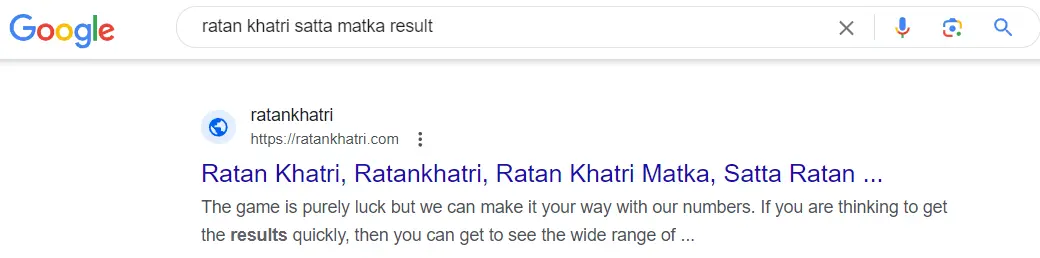 Google
ratan khatri satta matka result
ratankhatri
https://ratankhatri.com
Ratan Khatri, Ratankhatri, Ratan Khatri Matka, Satta Ratan ...
The game is purely luck but we can make it your way with our numbers. If you are thinking to get
the results quickly, then you can get to see the wide range of ...